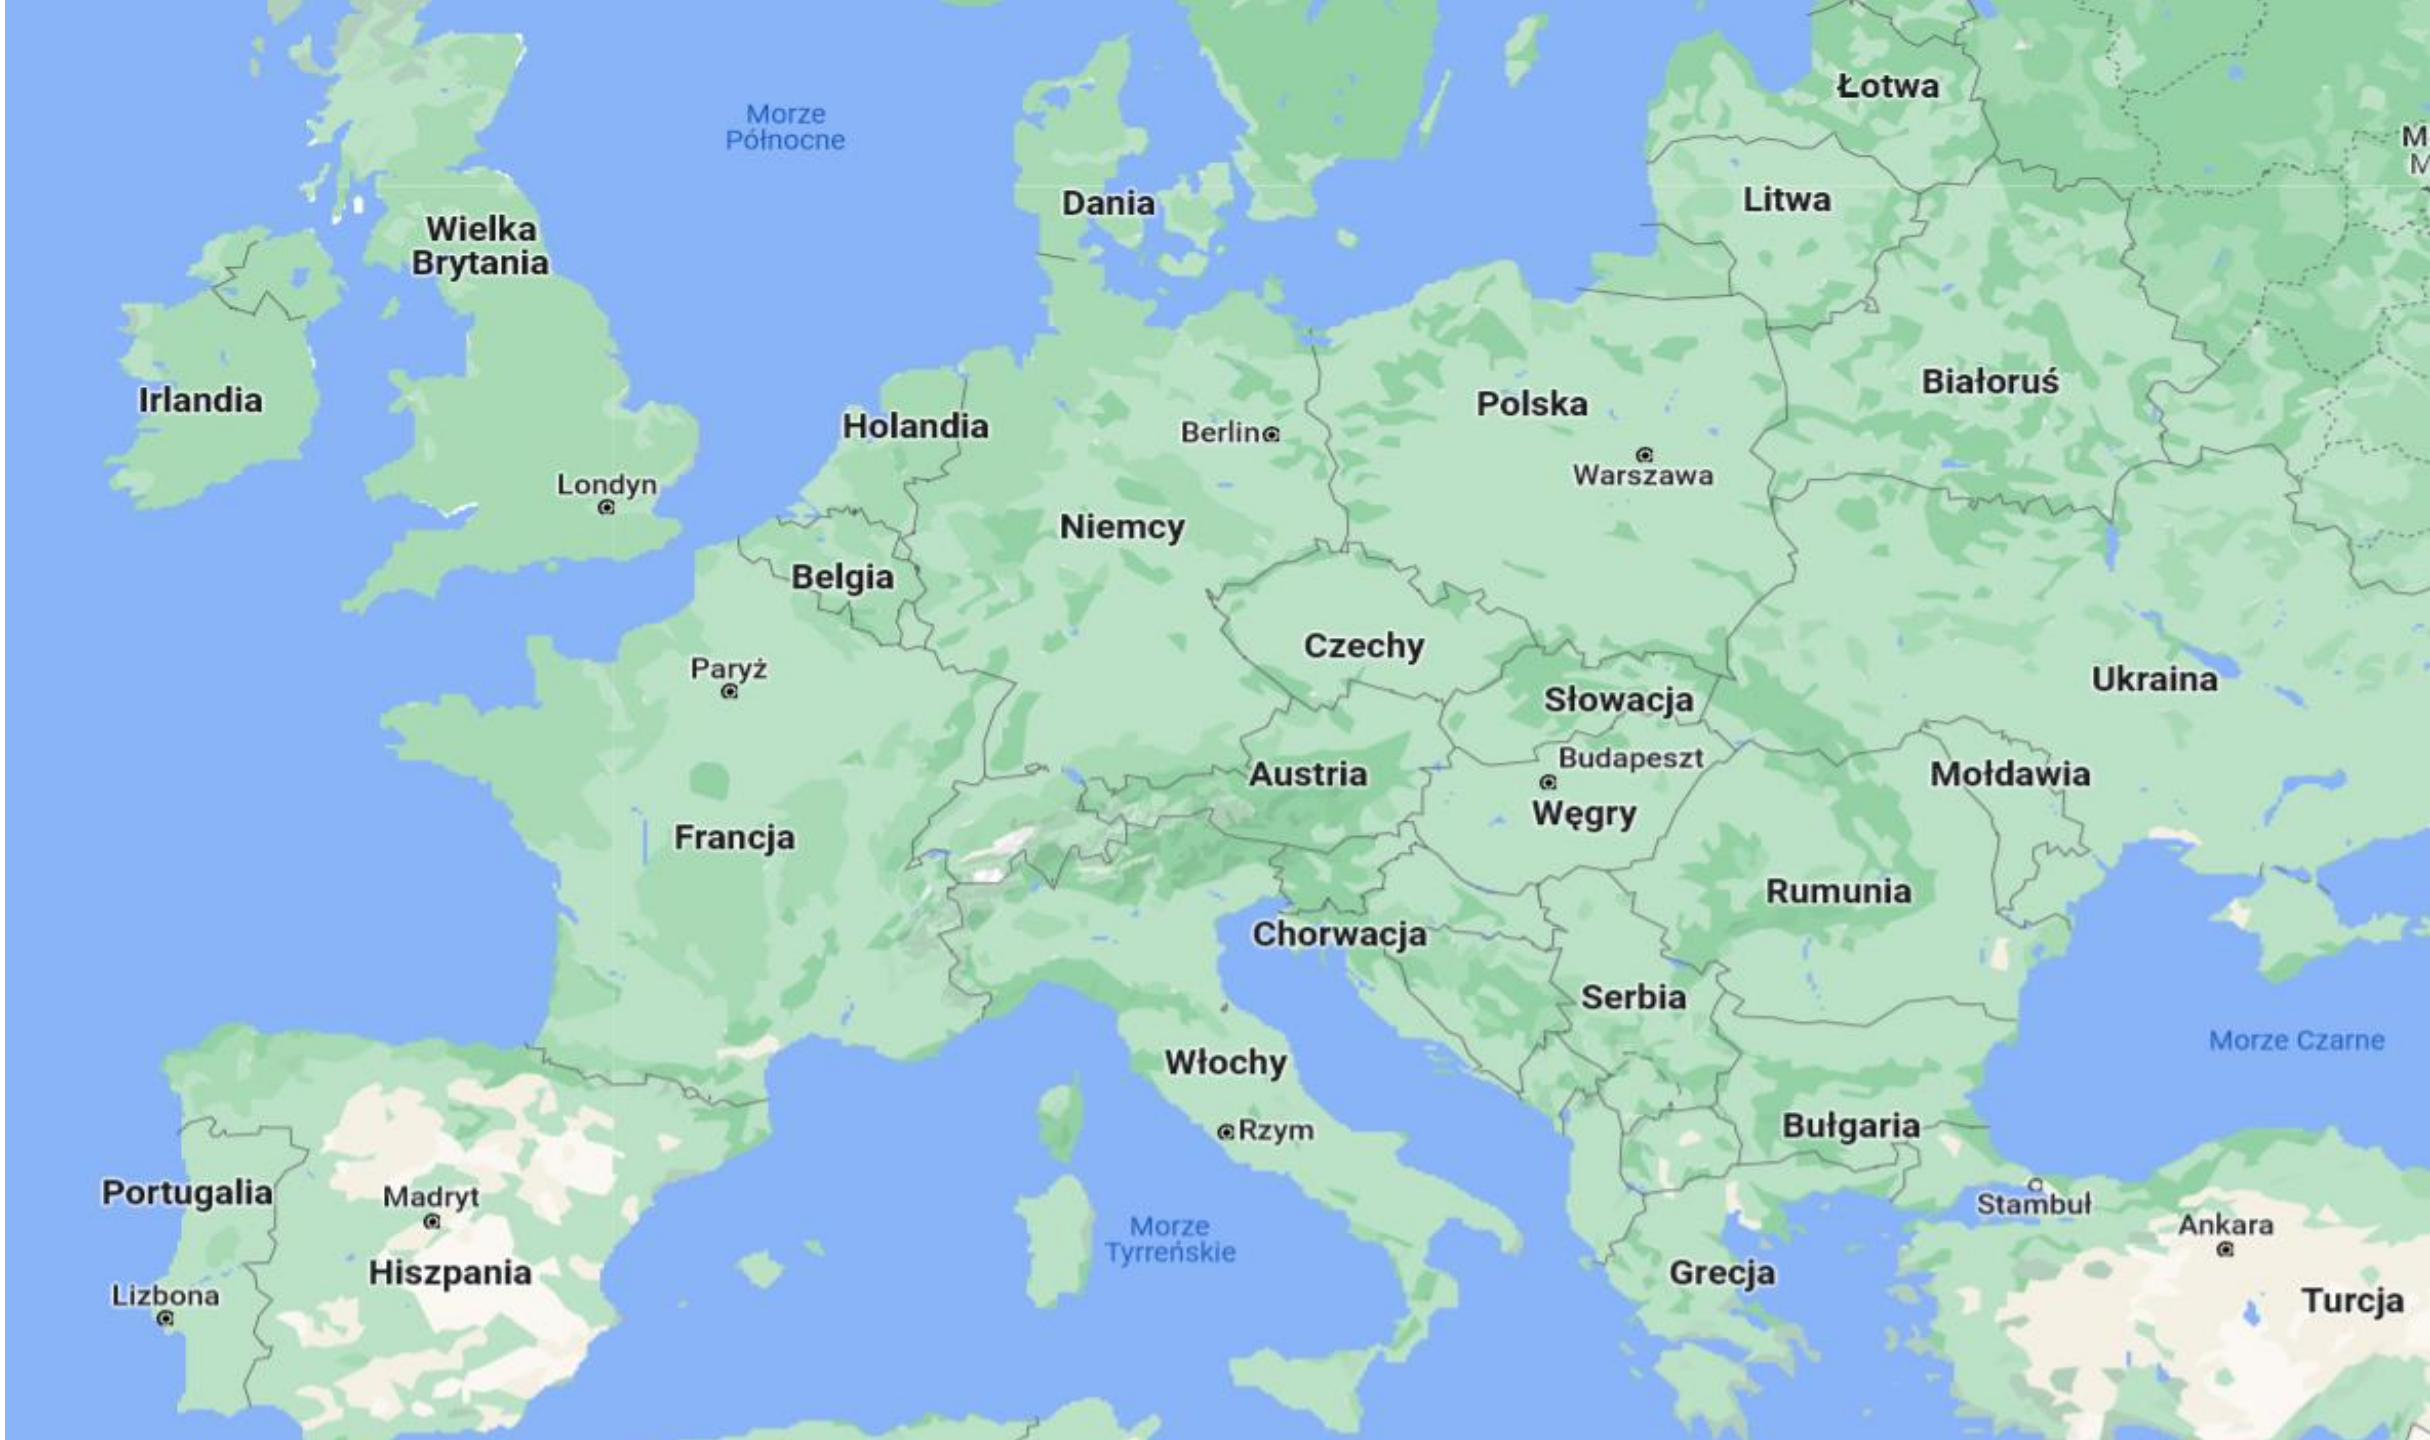 Łotwa
Morze
Północne
Litwa
Dania
Wielka
Brytania
Białoruś
Irlandia
Polska
Holandia
Berlin
Warszawa
Londyn
Niemcy
Belgia
Czechy
Paryż
Ukraina
Słowacja
Budapeszt
Austria
Mołdawia
Węgry
Francja
Rumunia
Chorwacja
Serbia
Morze Czarne
Włochy
Bułgaria
Rzym
Portugalia
Madryt
Stambuł
Ankara
Morze
Tyrreńskie
Hiszpania
Grecja
Lizbona
Turcja